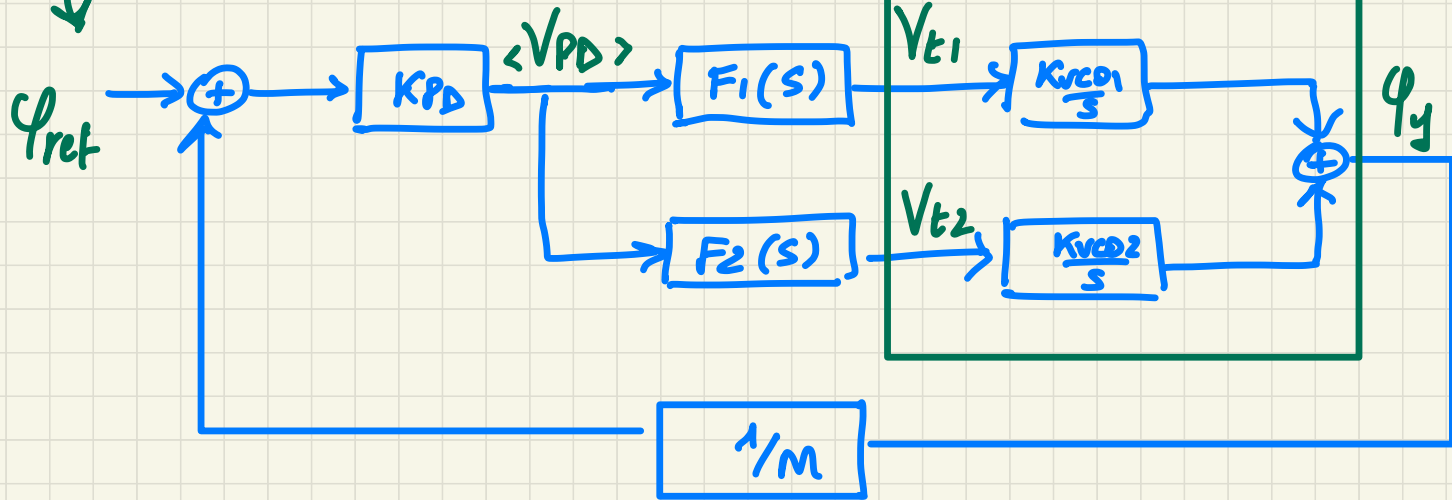 φref
+
KPD
<VPD>
F1(s)
Vt1
KVCO1
s
+
φy
F2(s)
Vt2
KVCO2
s
1/M